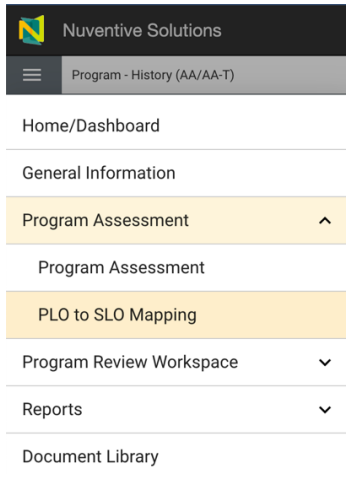 Nuventive Solutions
Program - History (AA/AA-T)
Home/Dashboard
General Information
Program Assessment
Program Assessment
PLO to SLO Mapping
Program Review Workspace
Reports
Document Library